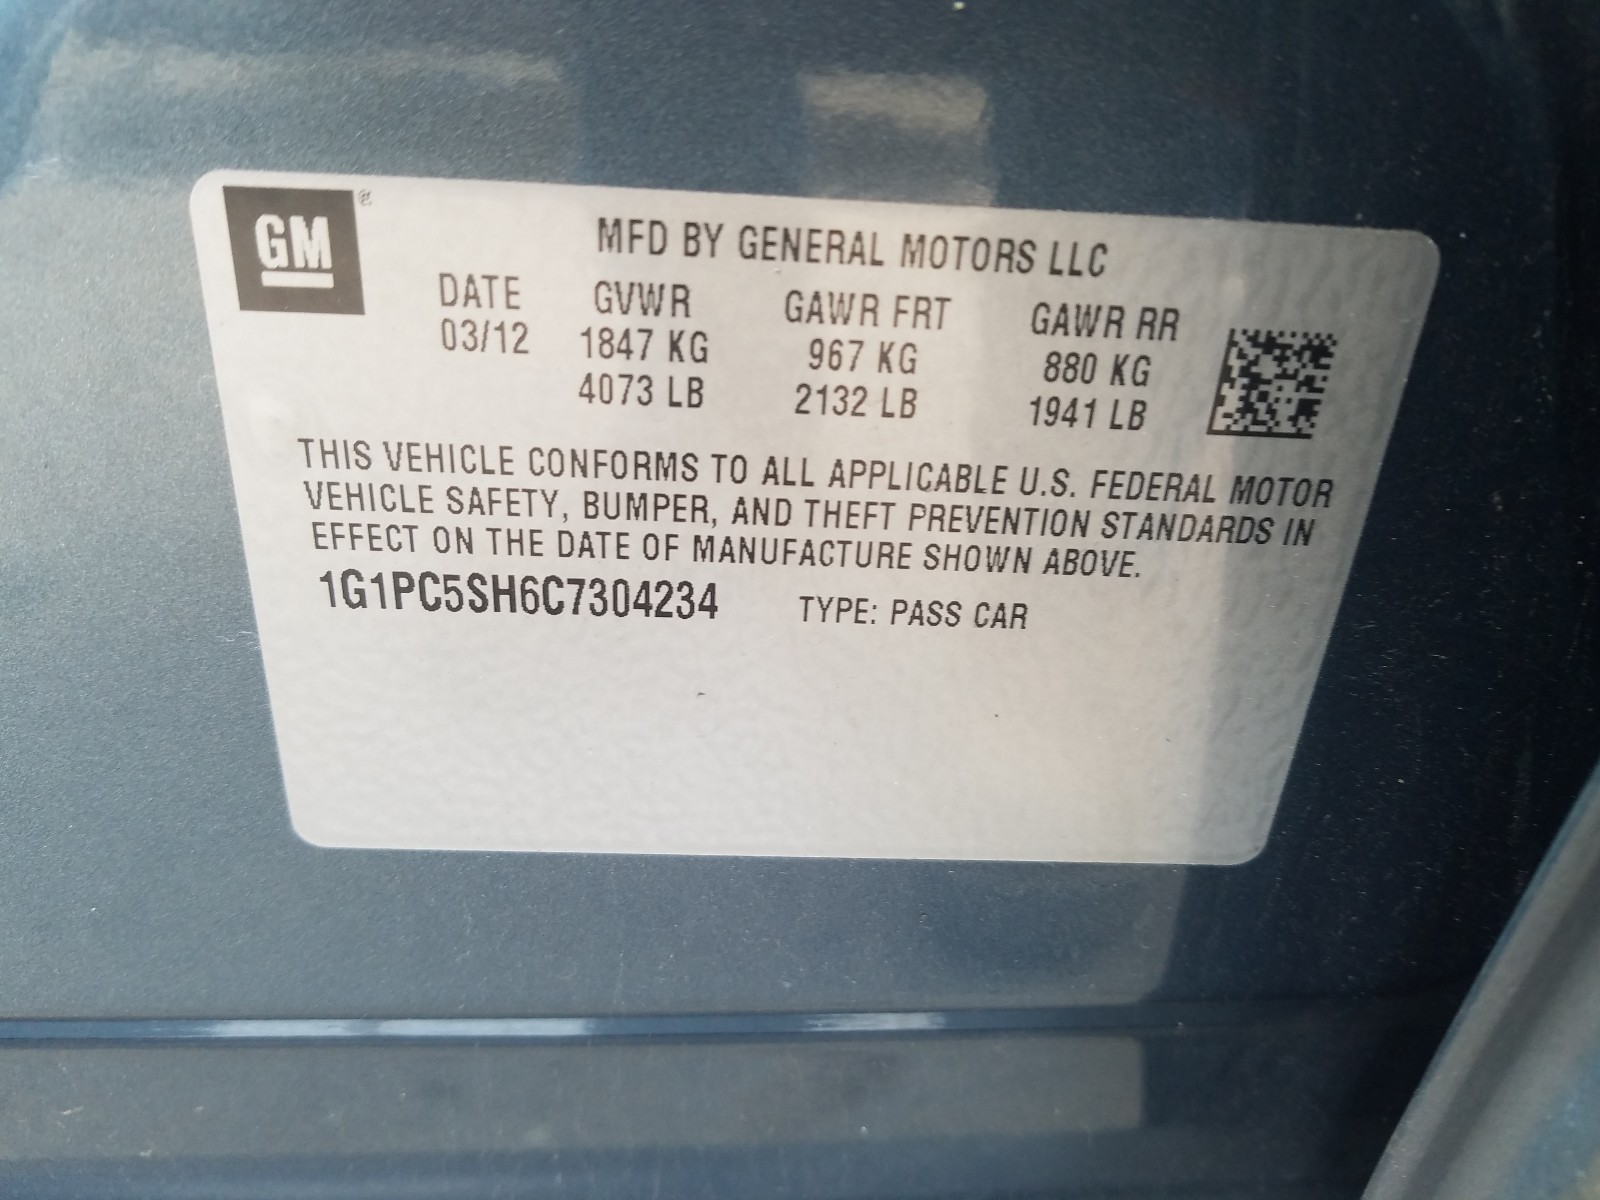 GM ®
MFD BY GENERAL MOTORS LLC
DATE GVWR GAWR FRT GAWR RR
03/12 1847 KG 967 KG 880 KG
4073 LB 2132 LB 1941 LB
THIS VEHICLE CONFORMS TO ALL APPLICABLE U.S. FEDERAL MOTOR
VEHICLE SAFETY, BUMPER, AND THEFT PREVENTION STANDARDS IN
EFFECT ON THE DATE OF MANUFACTURE SHOWN ABOVE.
1G1PC5SH6C7304234 TYPE: PASS CAR